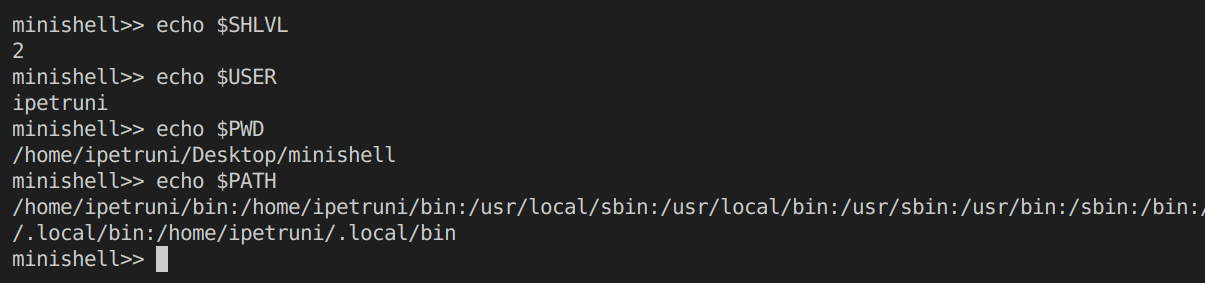 minishell>> echo $SHLVL
2
minishell>> echo $USER
ipetruni
minishell>> echo $PWD
/home/ipetruni/Desktop/minishell
minishell>> echo $PATH
/home/ipetruni/bin:/home/ipetruni/bin:/usr/local/sbin:/usr/local/bin:/usr/sbin:/usr/bin:/sbin:/bin:/
/.local/bin:/home/ipetruni/.local/bin
minishell>>